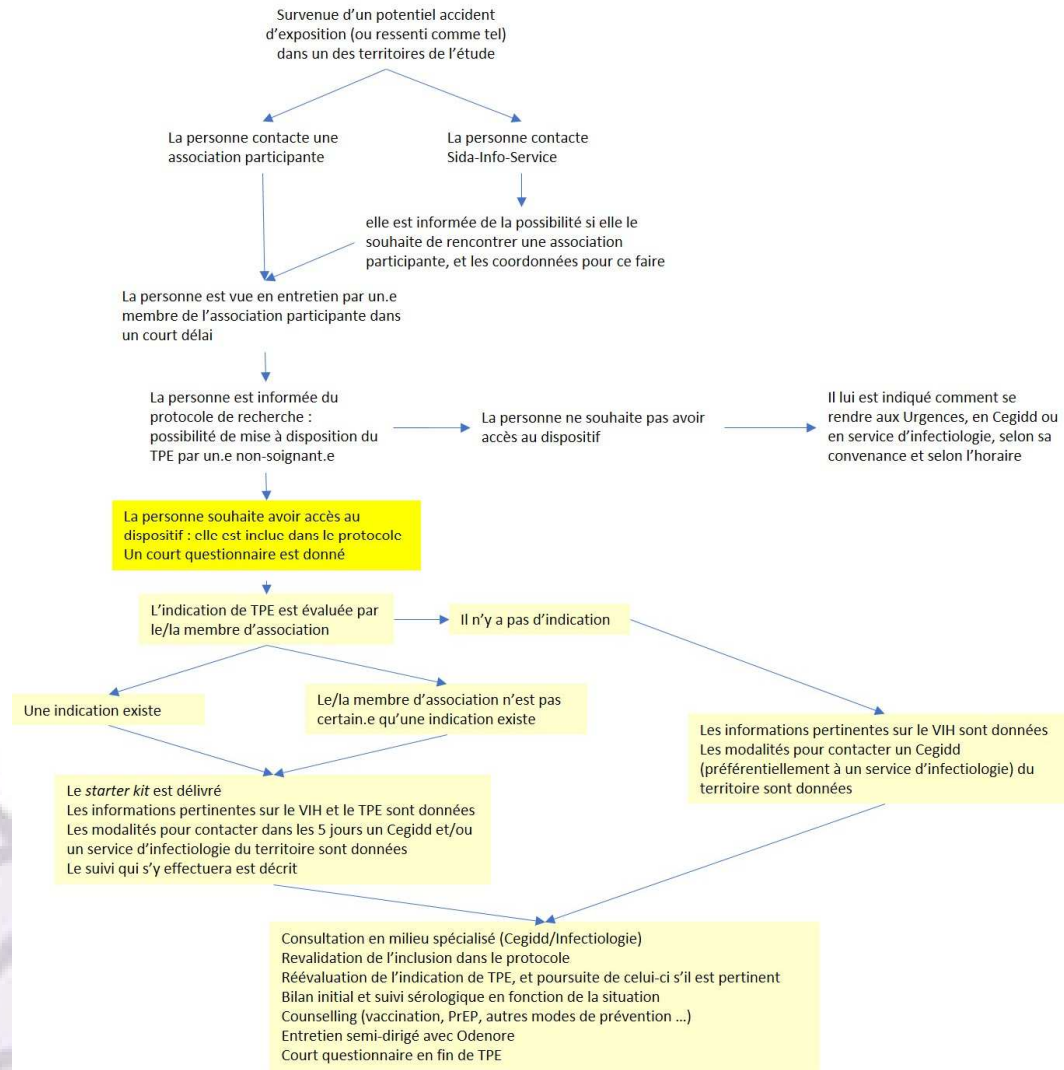 Survenue d’un potentiel accident
d’exposition (ou ressenti comme tel)
dans un des territoires de l’étude
La personne contacte une
association participante
La personne contacte
Sida-Info-Service
elle est informée de la possibilité si elle le
souhaite de rencontrer une association
participante, et les coordonnées pour ce faire
La personne est vue en entretien par un.e
membre de l’association participante dans
un court délai
La personne est informée du
protocole de recherche :
possibilité de mise à disposition du
TPE par un.e non-soignant.e
La personne ne souhaite pas avoir
accès au dispositif
Il lui est indiqué comment se
rendre aux Urgences, en Cegidd ou
en service d’infectiologie, selon sa
convenance et selon l’horaire
La personne souhaite avoir accès au
dispositif : elle est inclue dans le protocole
Un court questionnaire est donné
L’indication de TPE est évaluée par
le/la membre d’association
Il n’y a pas d’indication
Une indication existe
Le/la membre d’association n’est pas
certain.e qu’une indication existe
Les informations pertinentes sur le VIH sont données
Les modalités pour contacter un Cegidd
(préférentiellement à un service d’infectiologie) du
territoire sont données
Le starter kit est délivré
Les informations pertinentes sur le VIH et le TPE sont données
Les modalités pour contacter dans les 5 jours un Cegidd et/ou
un service d’infectiologie du territoire sont données
Le suivi qui s’y effectuera est décrit
Consultation en milieu spécialisé (Cegidd/Infectiologie)
Revalidation de l’inclusion dans le protocole
Réévaluation de l’indication de TPE, et poursuite de celui-ci s’il est pertinent
Bilan initial et suivi sérologique en fonction de la situation
Counselling (vaccination, PrEP, autres modes de prévention ...)
Entretien semi-dirigé avec Odenore
Court questionnaire en fin de TPE